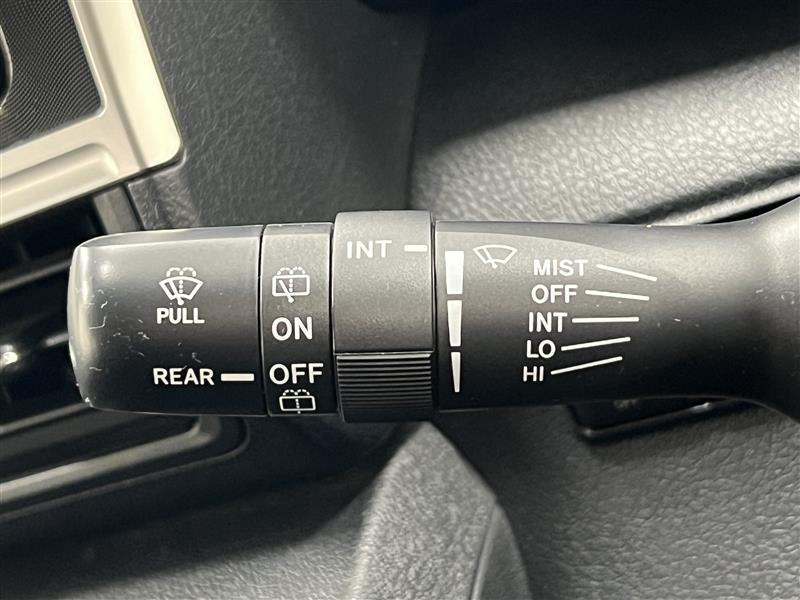 PULL
REAR
ON
OFF
INT
MIST
OFF
INT
LO
HI